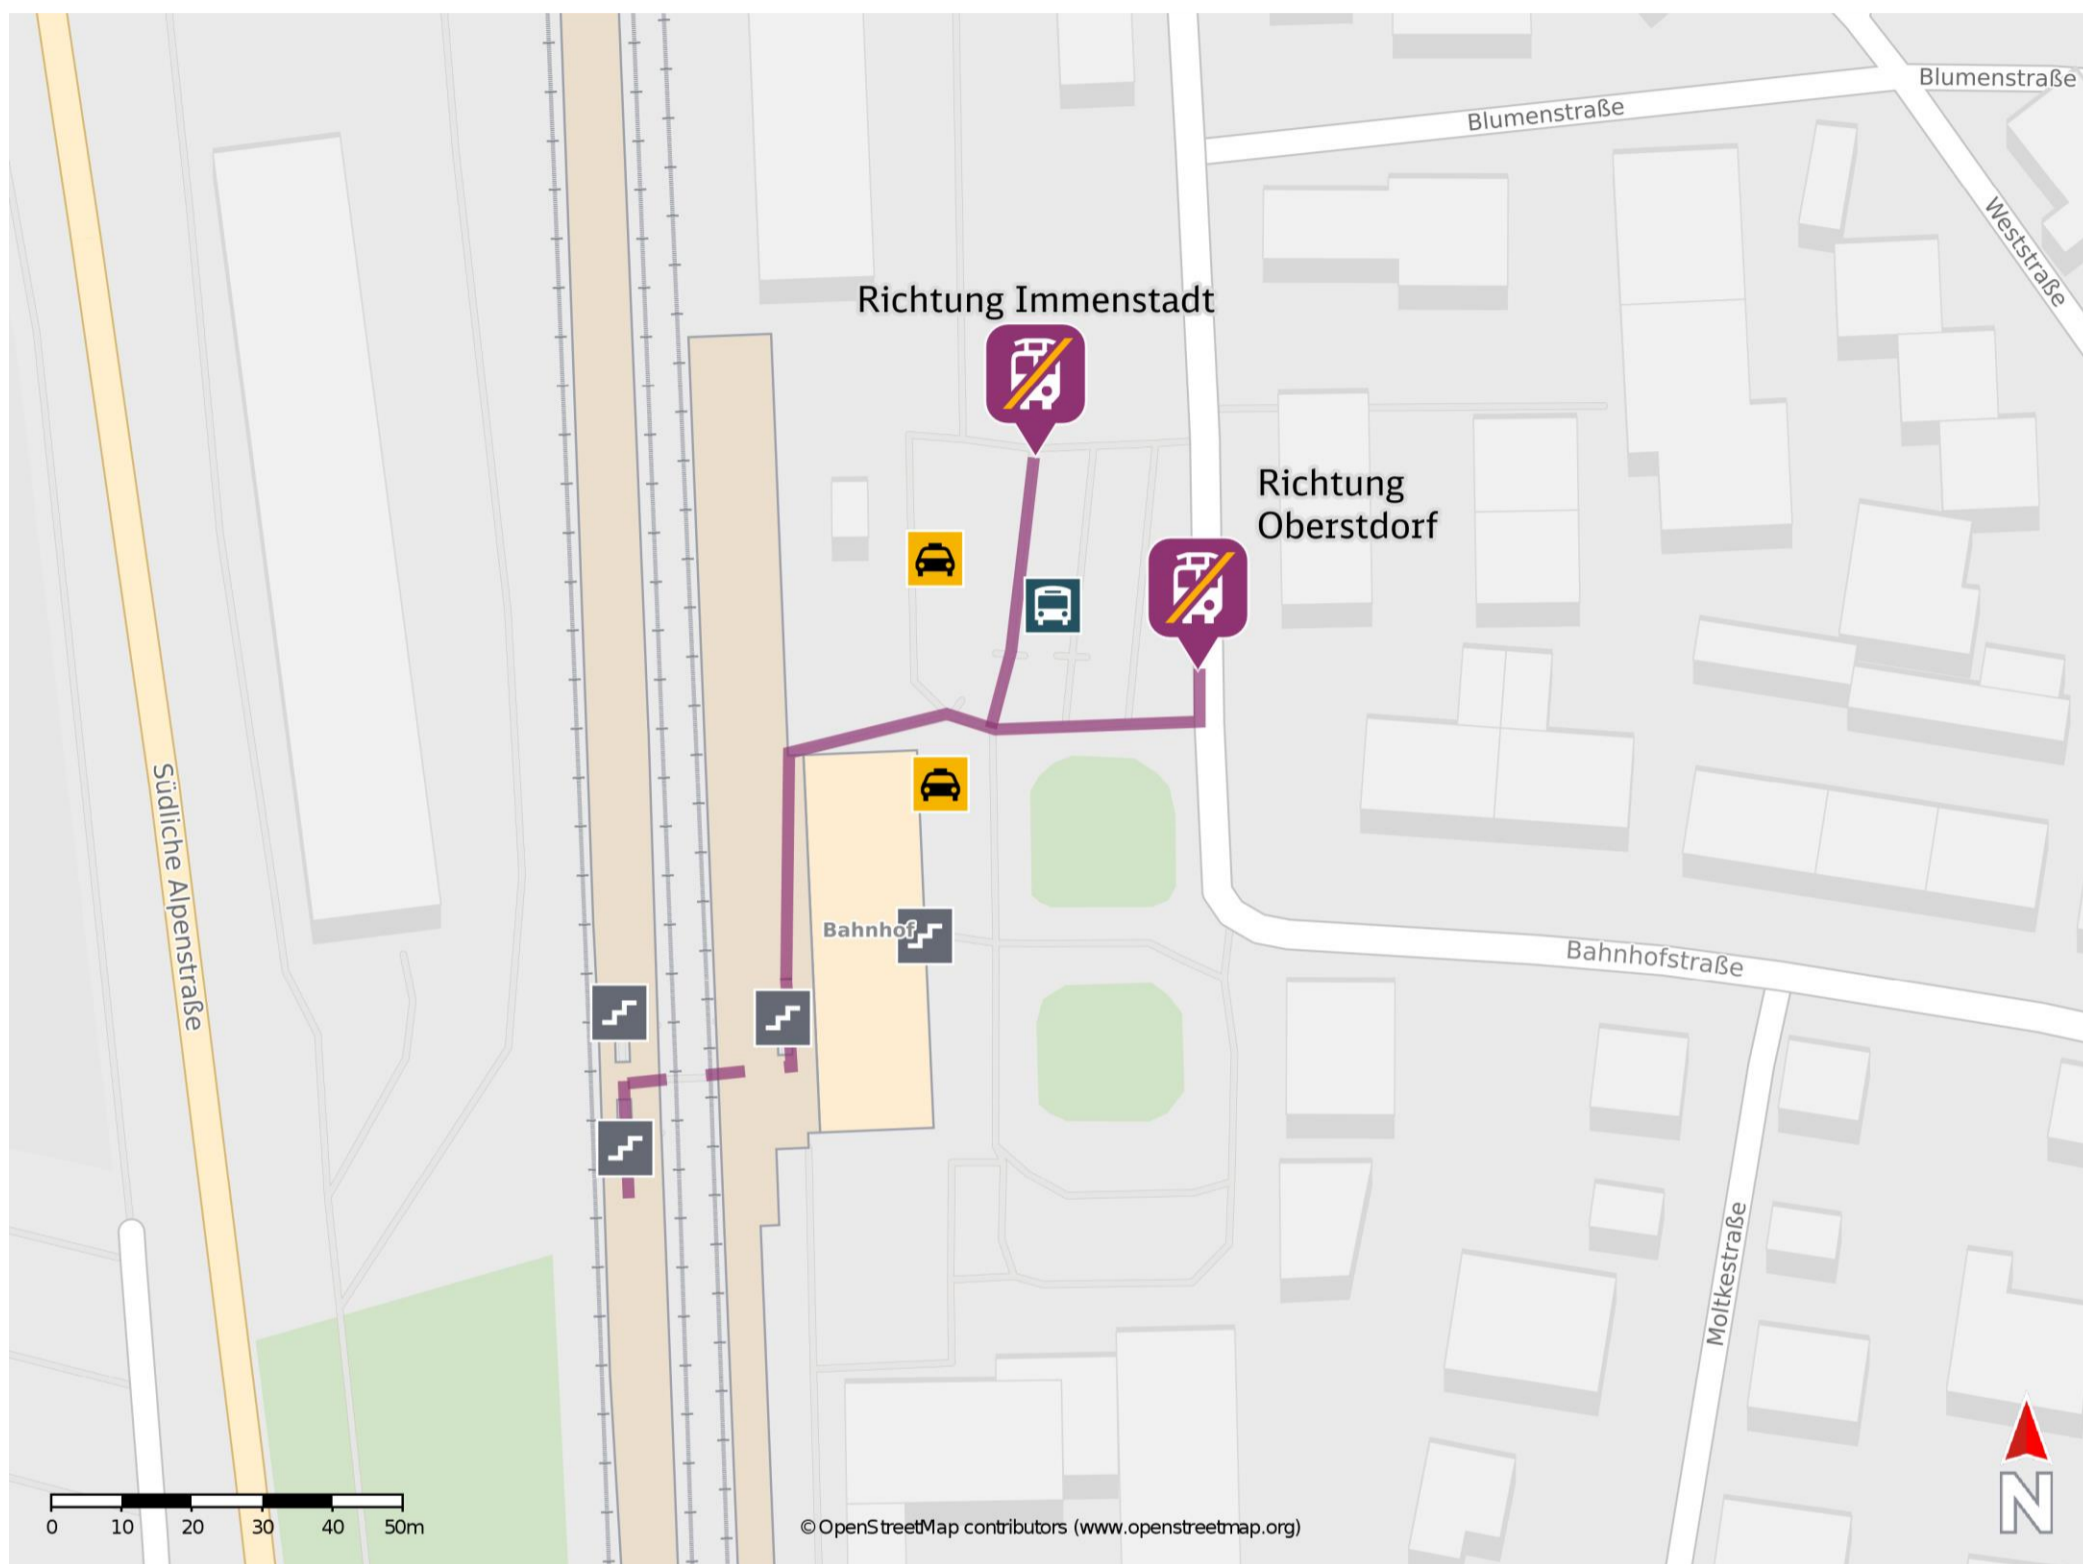 Blumenstraße
Blumenstraße
Weststraße
Richtung Immenstadt
Richtung
Oberstdorf
Südliche Alpenstraße
Bahnhof
Bahnhofstraße
Moltkestraße
0 10 20 30 40 50m
© OpenStreetMap contributors (www.openstreetmap.org)
N